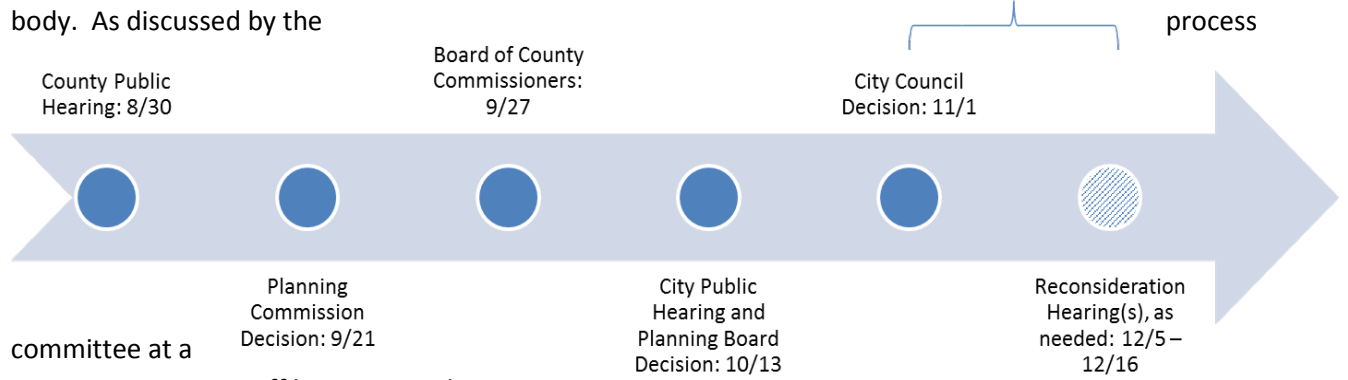 body.  As discussed by the
process
County Public
Hearing: 8/30
Board of County
Commissioners:
9/27
City Council
Decision: 11/1
Planning
Commission
Decision: 9/21
City Public
Hearing and
Planning Board
Decision: 10/13
Reconsideration
Hearing(s), as
needed: 12/5 –
12/16
committee at a